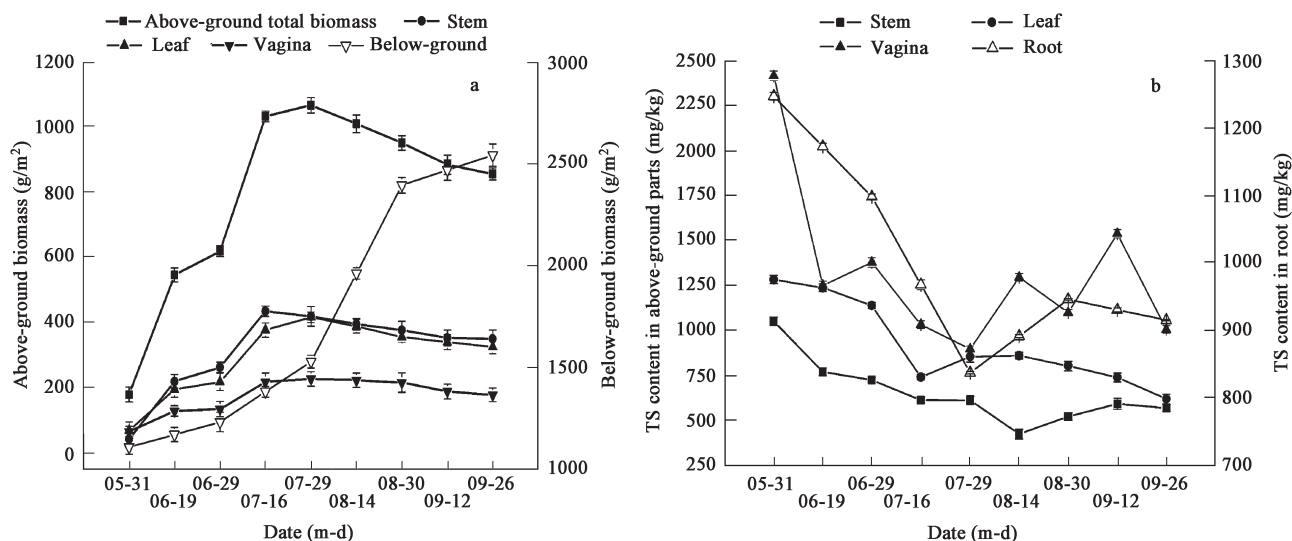 Above-ground total biomass Stem
Leaf Vagina Below-ground
a
Above-ground biomass (g/m²)
1200
1000
800
600
400
200
0
3000
2500
2000
1500
1000
Below-ground biomass (g/m²)
05-31 06-29 07-29 08-30 09-26
06-19 07-16 08-14 09-12
Date (m-d)
Stem Leaf
Vagina Root
b
TS content in above-ground parts (mg/kg)
2500
2250
2000
1750
1500
1250
1000
750
500
250
1300
1200
1100
1000
900
800
700
TS content in root (mg/kg)
05-31 06-29 07-29 08-30 09-26
06-19 07-16 08-14 09-12
Date (m-d)